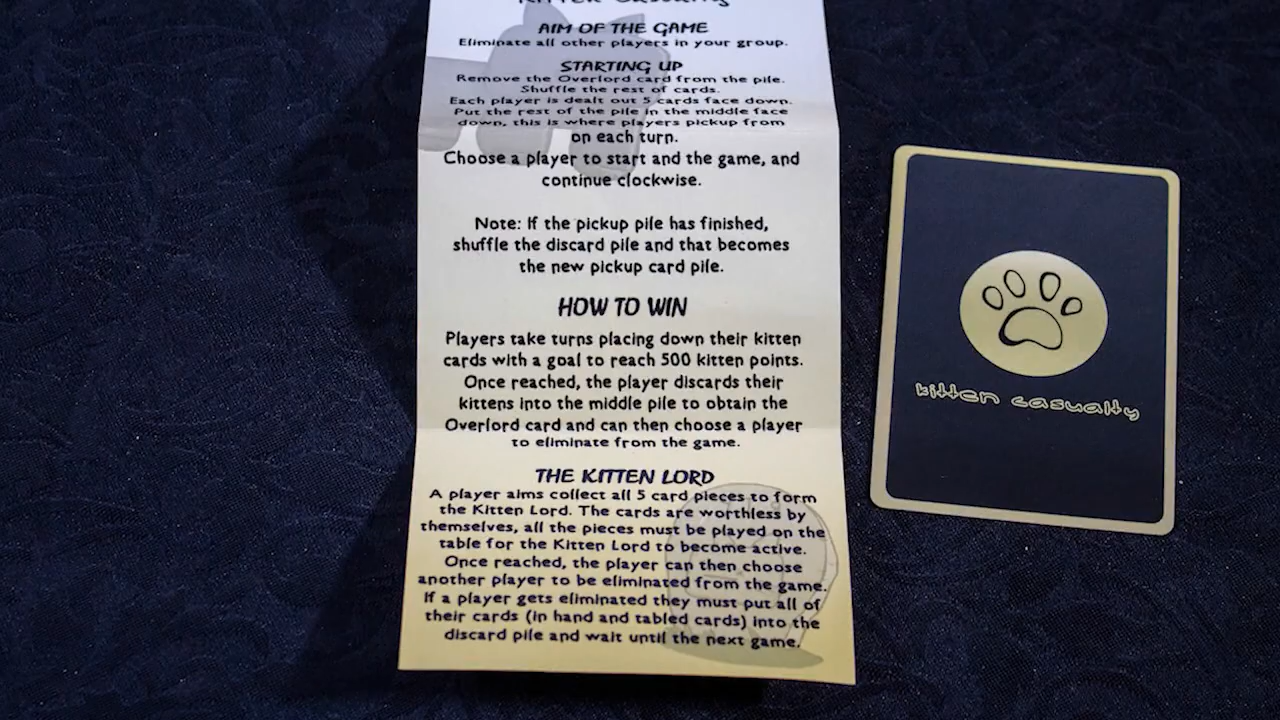 Kitten Casualty
AIM OF THE GAME
Eliminate all other players in your group.
STARTING UP
Remove the Overlord card from the pile.
Shuffle the rest of cards.
Each player is dealt out 5 cards face down.
Put the rest of the pile in the middle face
down, this is where players pickup from
on each turn.
Choose a player to start and the game, and
continue clockwise.
Note: If the pickup pile has finished,
shuffle the discard pile and that becomes
the new pickup card pile.
HOW TO WIN
Players take turns placing down their kitten
cards with a goal to reach 500 kitten points.
Once reached, the player discards their
kittens into the middle pile to obtain the
Overlord card and can then choose a player
to eliminate from the game.
THE KITTEN LORD
A player aims collect all 5 card pieces to form
the Kitten Lord. The cards are worthless by
themselves, all the pieces must be played on the
table for the Kitten Lord to become active.
Once reached, the player can then choose
another player to be eliminated from the game.
If a player gets eliminated they must put all of
their cards (in hand and tabled cards) into the
discard pile and wait until the next game.
kitten casualty